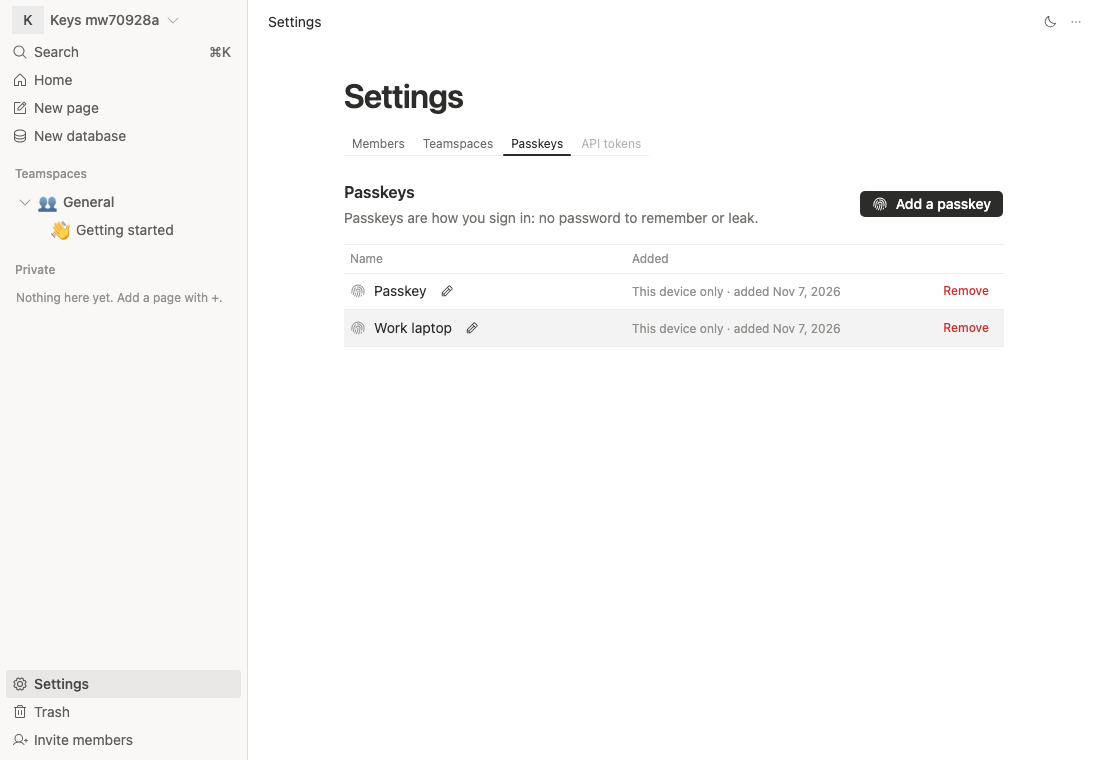 K Keys mw70928a
Search ⌘K
Home
New page
New database
Teamspaces
General
Getting started
Private
Nothing here yet. Add a page with +.
Settings
Trash
Invite members
Settings
Settings
Members Teamspaces Passkeys API tokens
Passkeys
Passkeys are how you sign in: no password to remember or leak.
Add a passkey
Name Added
Passkey This device only · added Nov 7, 2026 Remove
Work laptop This device only · added Nov 7, 2026 Remove